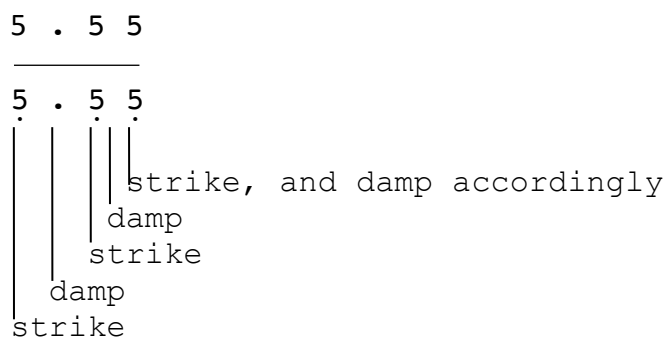 5 . 5 5
5 . 5 5
strike, and damp accordingly
damp
strike
damp
strike